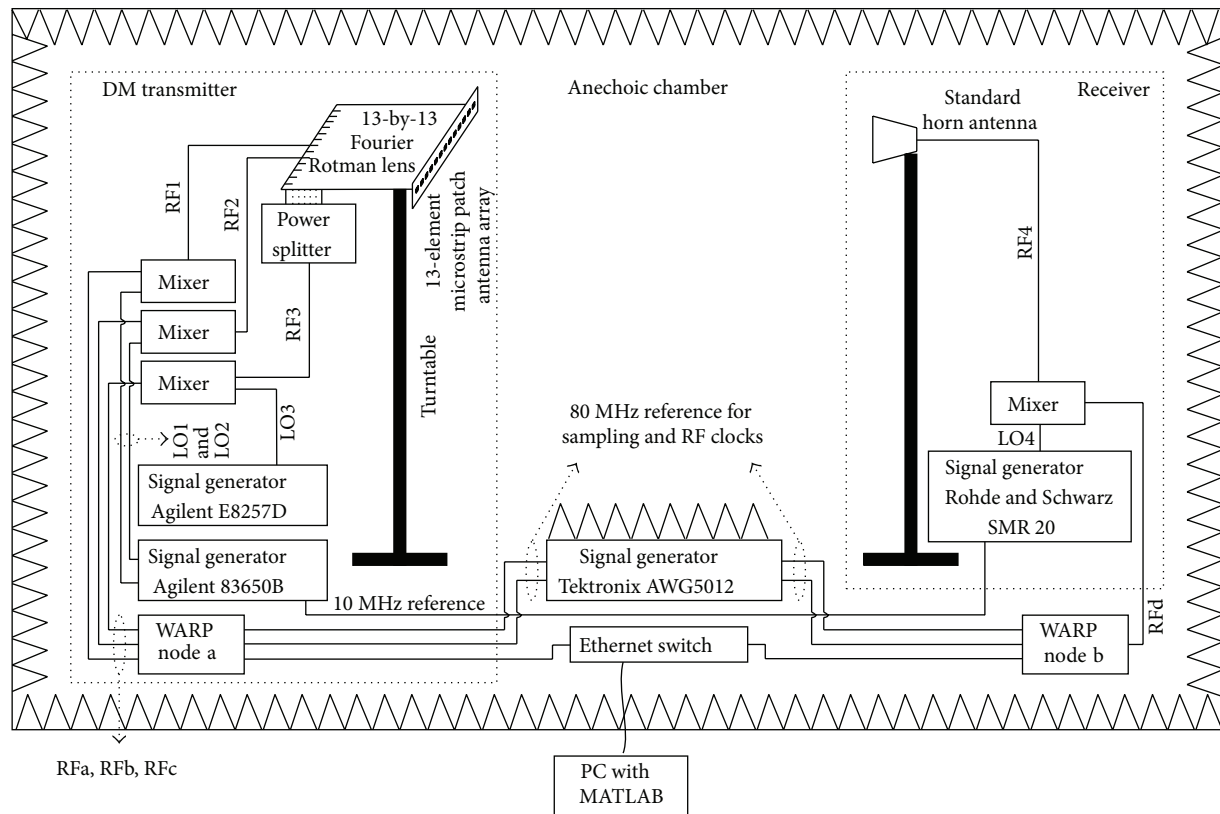 DM transmitter
Anechoic chamber
Receiver
13-by-13
Fourier
Rotman lens
Standard
horn antenna
RF1
RF2
Power
splitter
13-element
microstrip patch
antenna array
RF3
RF4
Mixer
Mixer
Mixer
Turntable
LO1
and
LO2
LO3
80 MHz reference for
sampling and RF clocks
Mixer
LO4
Signal generator
Agilent E8257D
Signal generator
Rohde and Schwarz
SMR 20
Signal generator
Agilent 83650B
Signal generator
Tektronix AWG5012
10 MHz reference
RFd
WARP
node a
Ethernet switch
WARP
node b
RFa, RFb, RFc
PC with
MATLAB